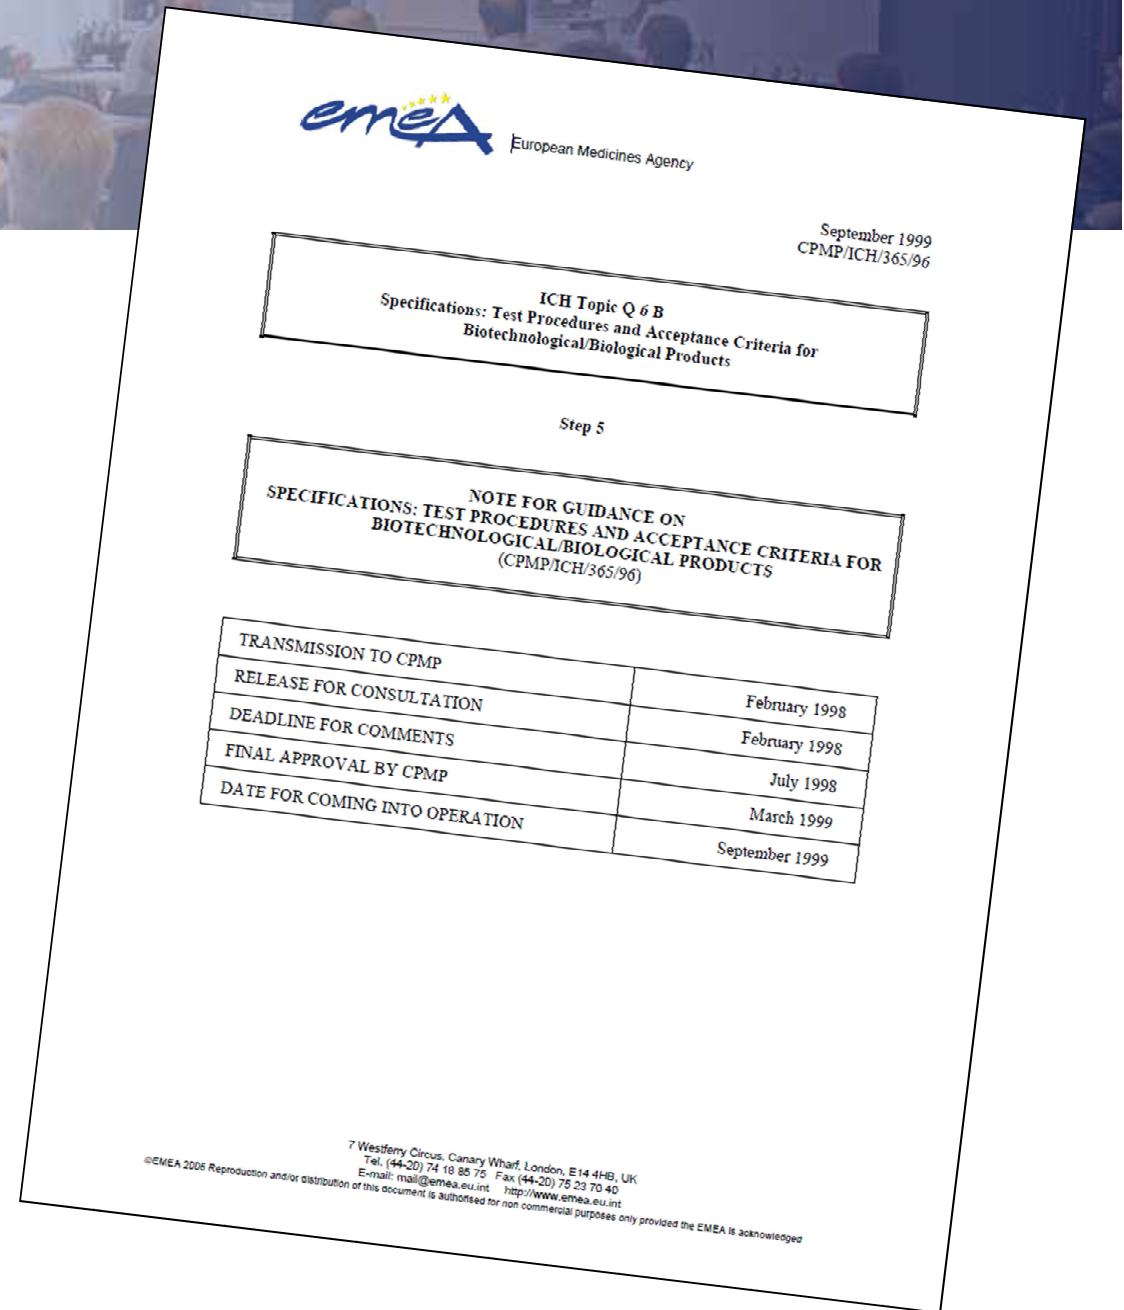 emeA
European Medicines Agency
September 1999
CPMP/ICH/365/96
ICH Topic Q 6 B
Specifications: Test Procedures and Acceptance Criteria for
Biotechnological/Biological Products
Step 5
NOTE FOR GUIDANCE ON
SPECIFICATIONS: TEST PROCEDURES AND ACCEPTANCE CRITERIA FOR
BIOTECHNOLOGICAL/BIOLOGICAL PRODUCTS
(CPMP/ICH/365/96)
TRANSMISSION TO CPMP February 1998
RELEASE FOR CONSULTATION February 1998
DEADLINE FOR COMMENTS July 1998
FINAL APPROVAL BY CPMP March 1999
DATE FOR COMING INTO OPERATION September 1999
7 Westferry Circus, Canary Wharf, London, E14 4HB, UK
Tel. (44-20) 74 18 85 75 Fax (44-20) 75 23 70 40
E-mail: mail@emea.eu.int http://www.emea.eu.int
©EMEA 2006 Reproduction and/or distribution of this document is authorised for non commercial purposes only provided the EMEA is acknowledged